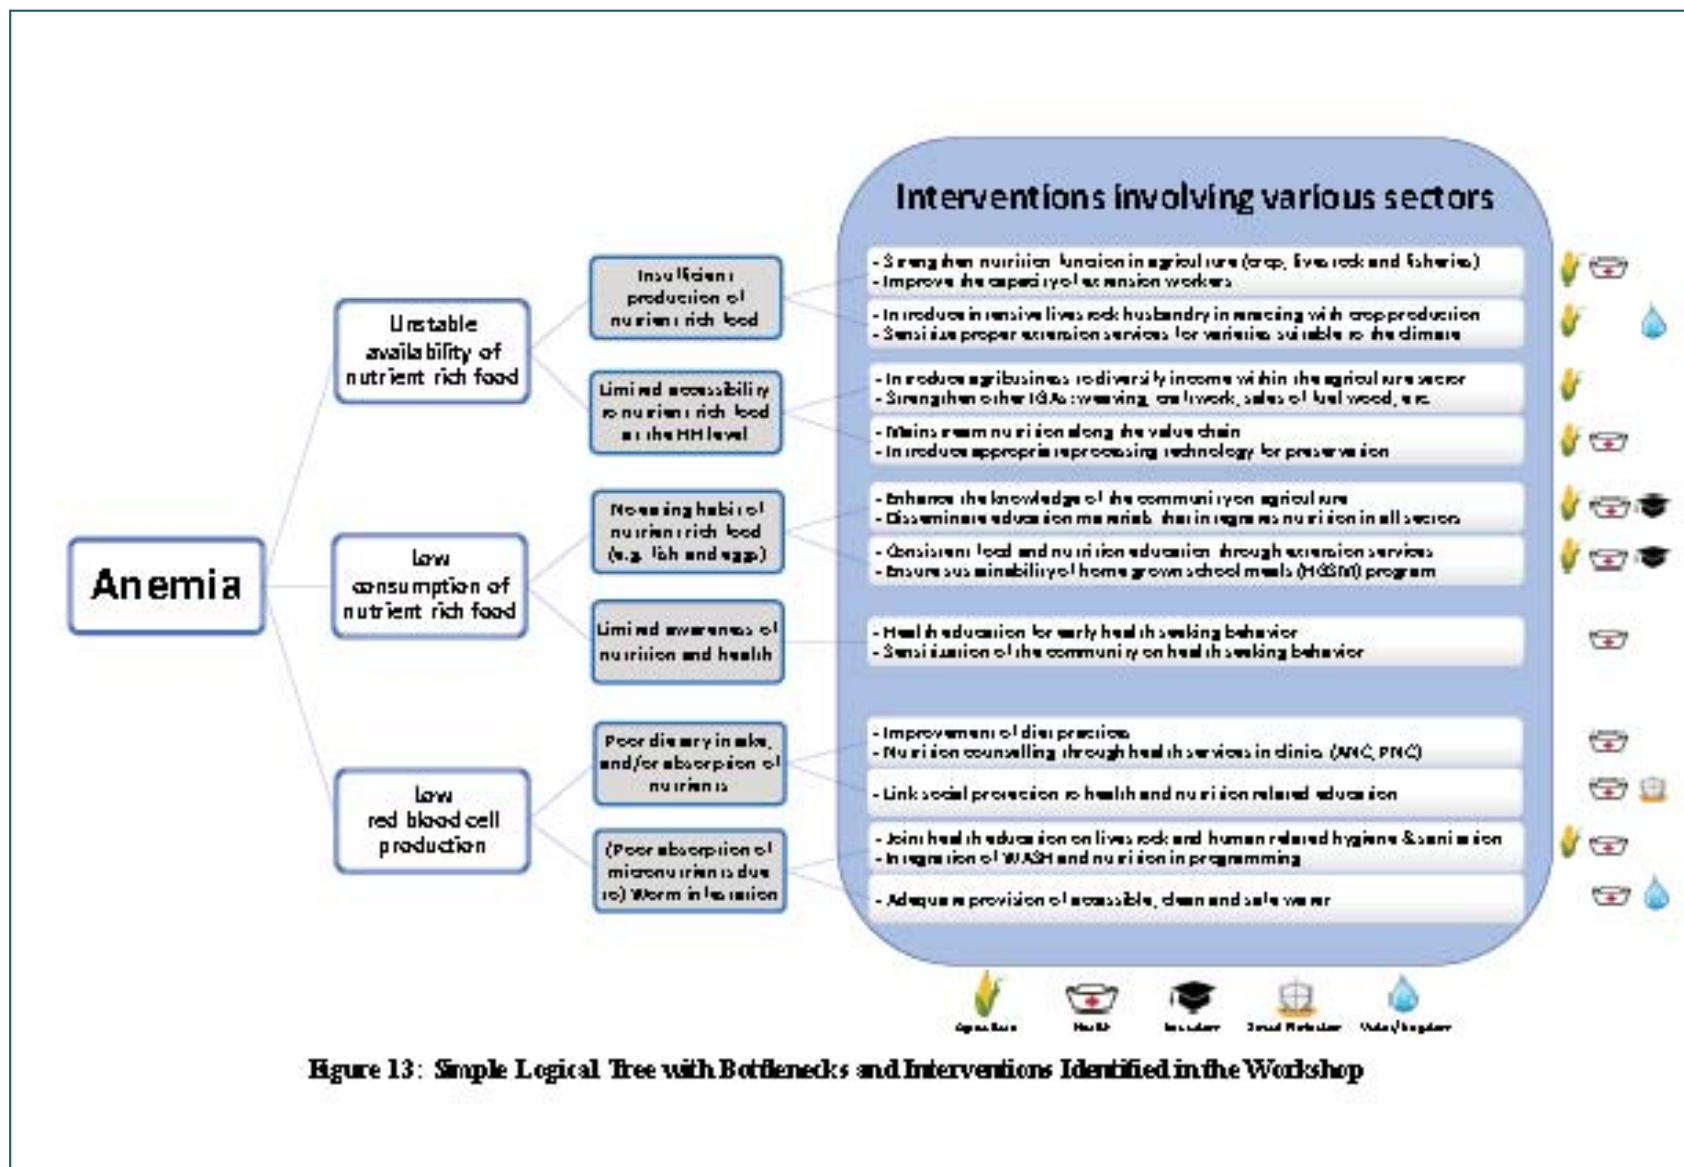 Interventions involving various sectors
Anemia
Unstable
availability of
nutrient rich food
Low
consumption of
nutrient rich food
Low
red blood cell
production
Insufficient
production of
nutrient rich food
Limited accessibility
to nutrient rich food
at the HH level
No eating habit of
nutrient rich food
(e.g. fish and eggs)
Limited awareness of
nutrition and health
Poor dietary intake,
and/or absorption of
nutrients
(Poor absorption of
micronutrients due
to) Worm infestation
- Strengthen nutrition function in agriculture (crop, livestock and fisheries)
- Improve the capacity of extension workers
- Introduce intensive livestock husbandry interacting with crop production
- Sensitize proper extension services for varieties suitable to the climate
- Introduce agribusiness to diversify income within the agriculture sector
- Strengthen other IGAs: weaving, craftwork, sales of fuel wood, etc.
- Mainstream nutrition along the value chain
- Introduce appropriate processing technology for preservation
- Enhance the knowledge of the community on agriculture
- Disseminate education materials that integrates nutrition in all sectors
- Consistent food and nutrition education through extension services
- Ensure sustainability of home grown school meals (HGSM) program
- Health education for early health seeking behavior
- Sensitization of the community on health seeking behavior
- Improvement of diet practices
- Nutrition counselling through health services in clinics (ANC, PNC)
- Link social protection to health and nutrition related education
- Joint health education on livestock and human related hygiene & sanitation
- Integration of WASH and nutrition in programming
- Adequate provision of accessible, clean and safe water
Agriculture
Health
Education
Social Protection
Water/Irrigation
Figure 13: Simple Logical Tree with Bottlenecks and Interventions Identified in the Workshop